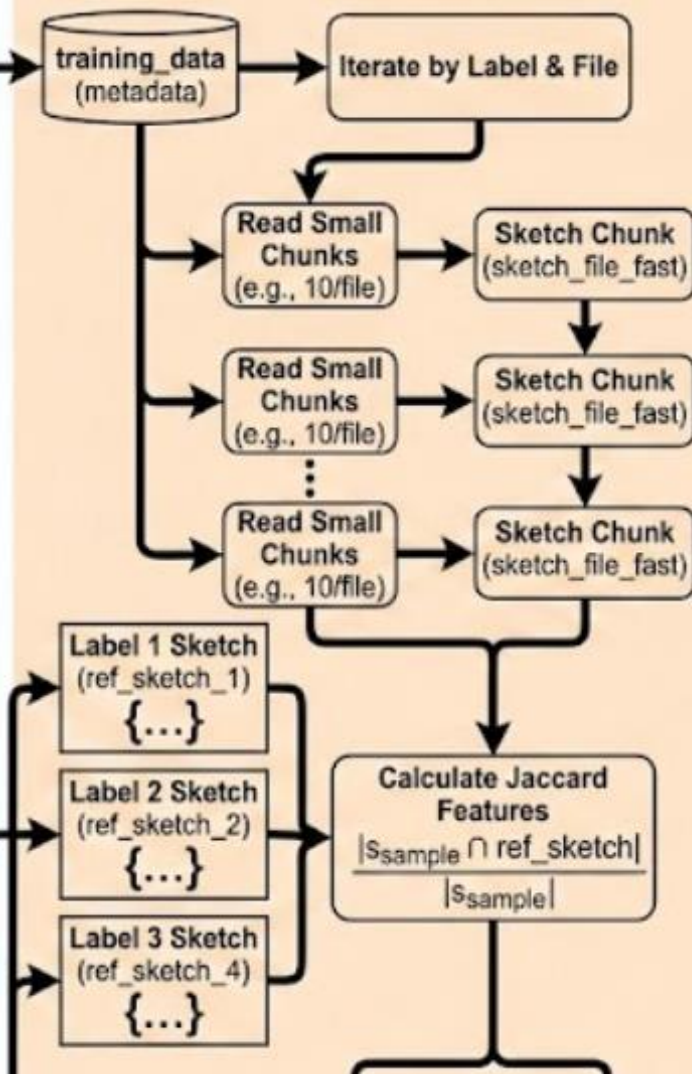 training_data
(metadata)
Iterate by Label & File
Read Small
Chunks
(e.g., 10/file)
Sketch Chunk
(sketch_file_fast)
Read Small
Chunks
(e.g., 10/file)
Sketch Chunk
(sketch_file_fast)
Read Small
Chunks
(e.g., 10/file)
Sketch Chunk
(sketch_file_fast)
Label 1 Sketch
(ref_sketch_1)
{...}
Label 2 Sketch
(ref_sketch_2)
{...}
Label 3 Sketch
(ref_sketch_4)
{...}
Calculate Jaccard
Features
|s_sample ∩ ref_sketch|
|s_sample|